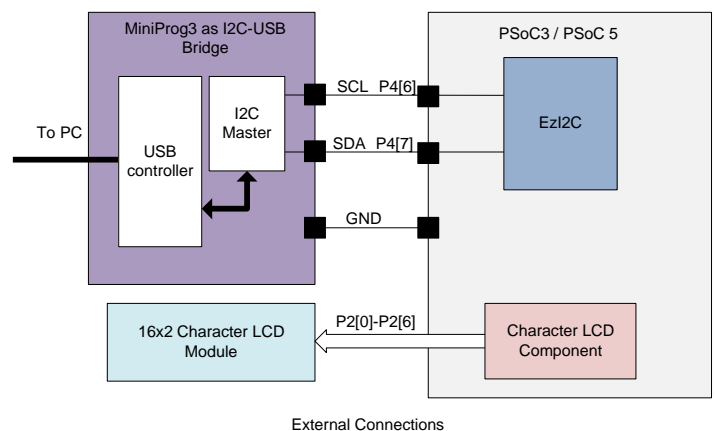 MiniProg3 as I2C-USB
Bridge
PSoC3 / PSoC 5
To PC
USB
controller
I2C
Master
SCL P4[6]
SDA P4[7]
GND
EzI2C
16x2 Character LCD
Module
P2[0]-P2[6]
Character LCD
Component
External Connections